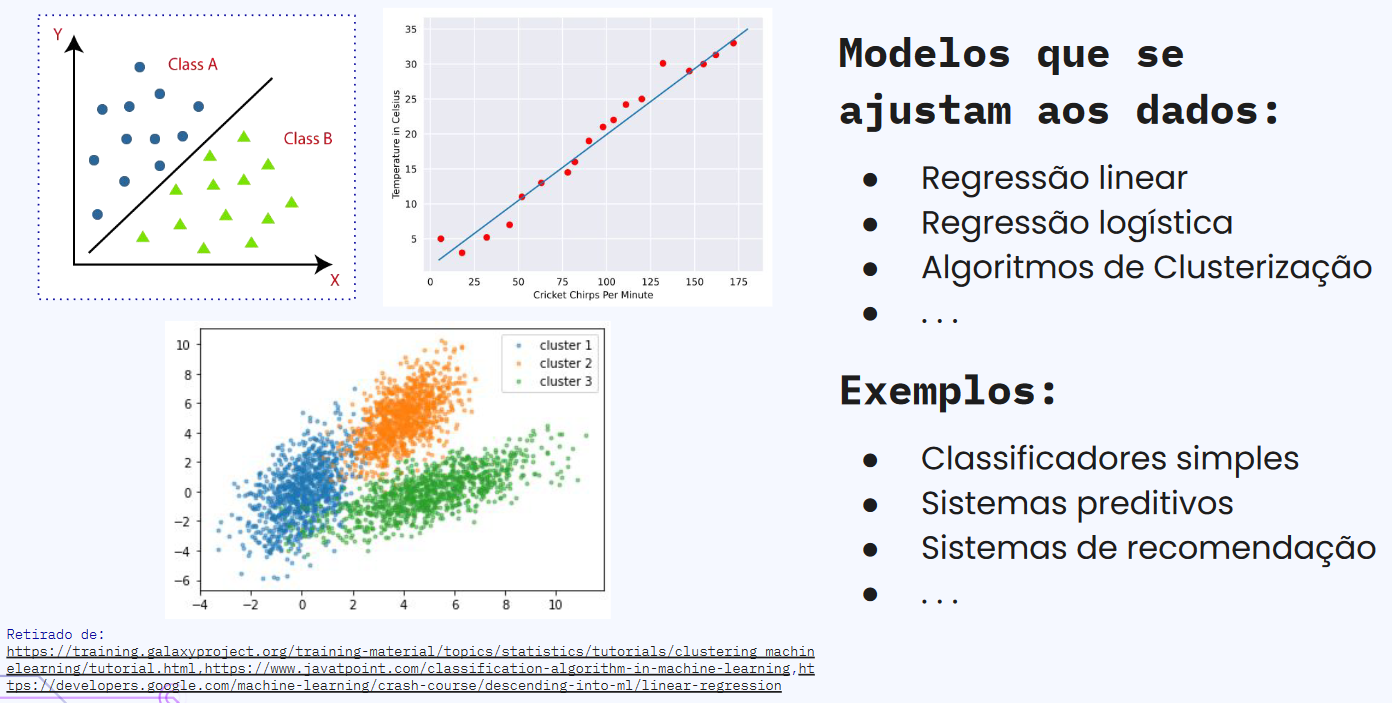 Y
Class A
Class B
X
35
30
25
20
15
10
5
Temperature in Celsius
0 25 50 75 100 125 150 175
Cricket Chirps Per Minute
cluster 1
cluster 2
cluster 3
10
8
6
4
2
0
−2
−4
−6
−4 −2 0 2 4 6 8 10
Retirado de:
https://training.galaxyproject.org/training-material/topics/statistics/tutorials/clustering_machin
elearning/tutorial.html,https://www.javatpoint.com/classification-algorithm-in-machine-learning,ht
tps://developers.google.com/machine-learning/crash-course/descending-into-ml/linear-regression
Modelos que se
ajustam aos dados:
● Regressão linear
● Regressão logística
● Algoritmos de Clusterização
● . . .
Exemplos:
● Classificadores simples
● Sistemas preditivos
● Sistemas de recomendação
● . . .